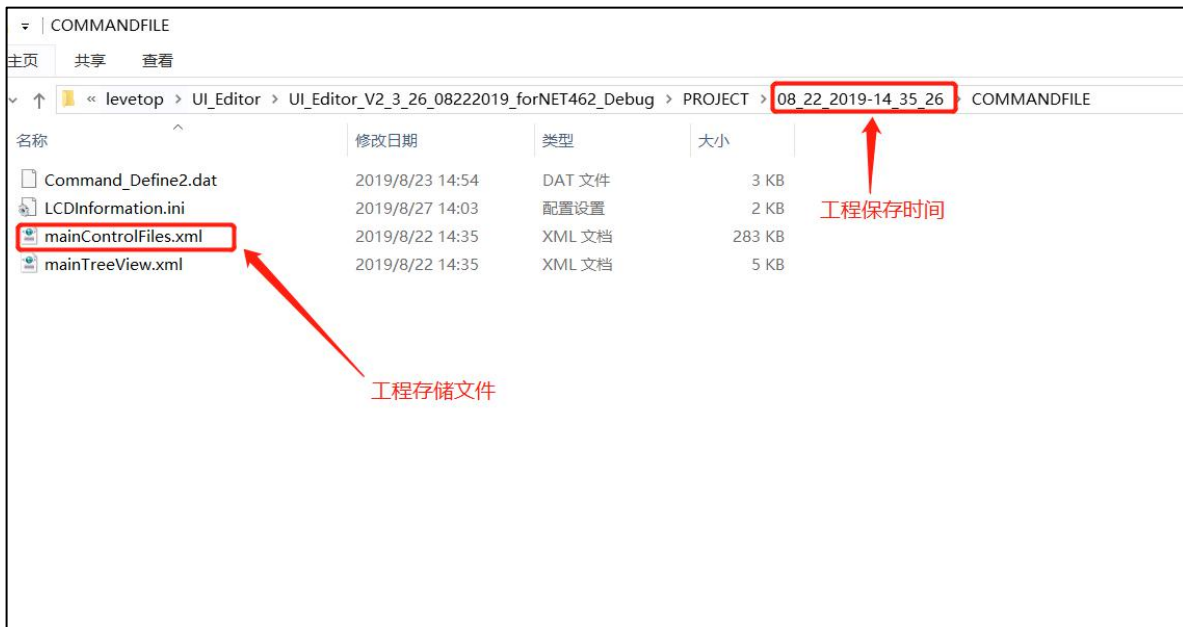 COMMANDFILE
主页 共享 查看
« levetop > UI_Editor > UI_Editor_V2_3_26_08222019_forNET462_Debug > PROJECT > 08_22_2019-14_35_26 > COMMANDFILE
名称 修改日期 类型 大小
Command_Define2.dat 2019/8/23 14:54 DAT 文件 3 KB
LCDInformation.ini 2019/8/27 14:03 配置设置 2 KB
工程保存时间
mainControlFiles.xml 2019/8/22 14:35 XML 文档 283 KB
mainTreeView.xml 2019/8/22 14:35 XML 文档 5 KB
工程存储文件